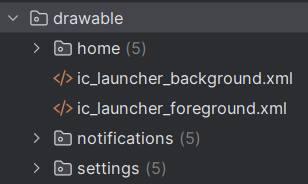 drawable
home (5)
ic_launcher_background.xml
ic_launcher_foreground.xml
notifications (5)
settings (5)